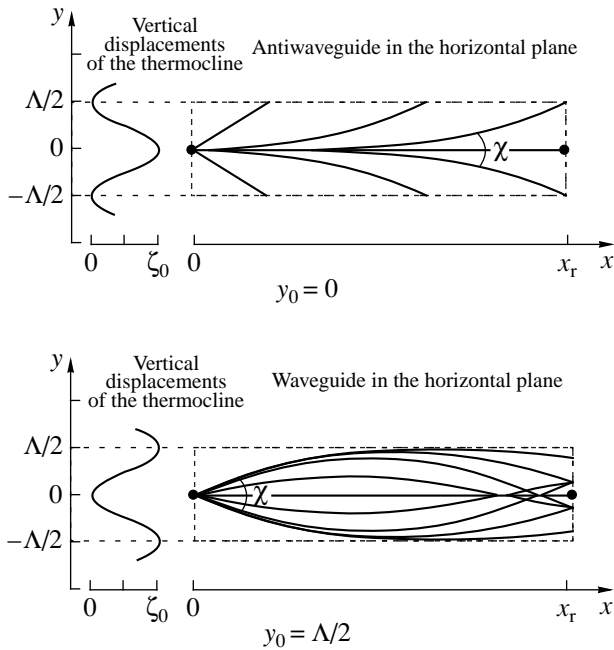 y
Vertical
displacements
of the thermocline
Antiwaveguide in the horizontal plane
Λ/2
0
−Λ/2
χ
0
ζ0
0
xr
x
y0 = 0
y
Vertical
displacements
of the thermocline
Waveguide in the horizontal plane
Λ/2
0
−Λ/2
χ
0
ζ0
0
xr
x
y0 = Λ/2